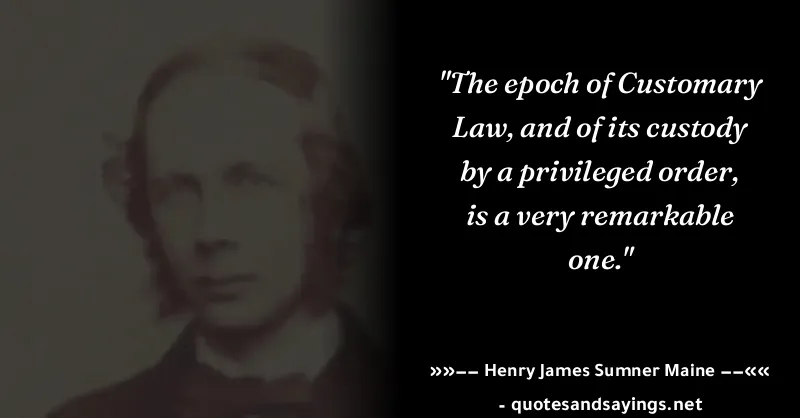 "The epoch of Customary
Law, and of its custody
by a privileged order,
is a very remarkable
one."
»»−− Henry James Sumner Maine −−««
- quotesandsayings.net